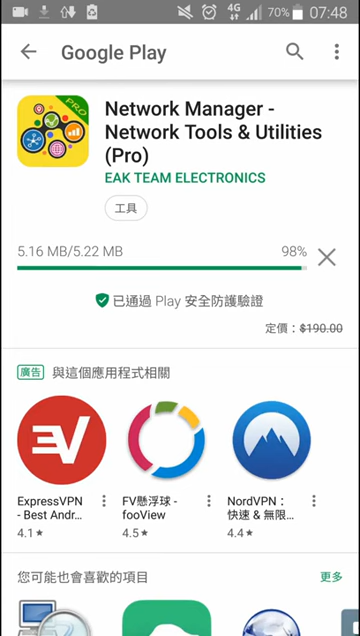 4G
70%
07:48
Google Play
PRO
Network Manager -
Network Tools & Utilities
(Pro)
EAK TEAM ELECTRONICS
工具
5.16 MB/5.22 MB
98%
已通過 Play 安全防護驗證
定價：$190.00
廣告 與這個應用程式相關
ExpressVPN
- Best Andr...
4.1★
FV懸浮球 -
fooView
4.5★
NordVPN：
快速 & 無限...
4.4★
您可能也會喜歡的項目
更多